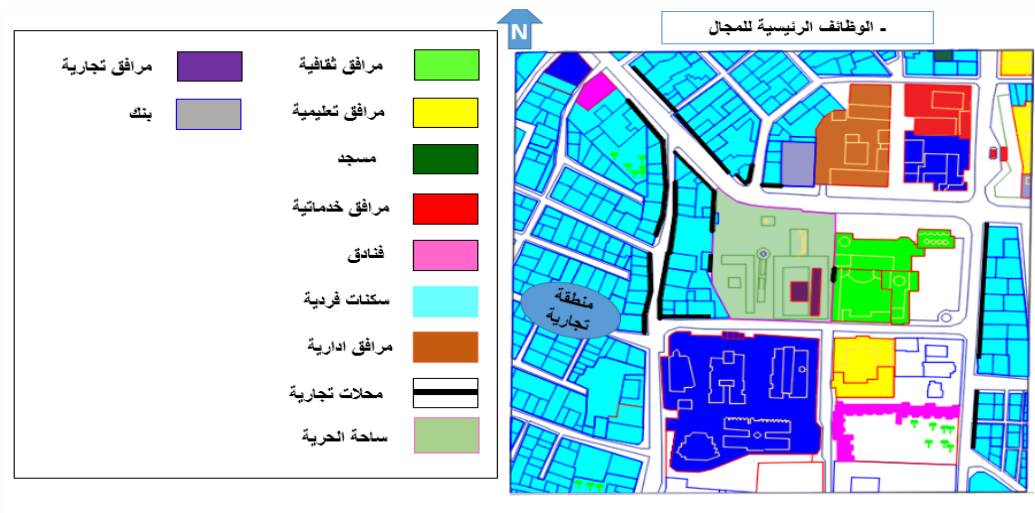 - الوظائف الرئيسية للمجال
N
مرافق ثقافية
مرافق تجارية
مرافق تعليمية
بنك
مسجد
مرافق خدماتية
فنادق
سكنات فردية
مرافق ادارية
محلات تجارية
ساحة الحرية
منطقة
تجارية